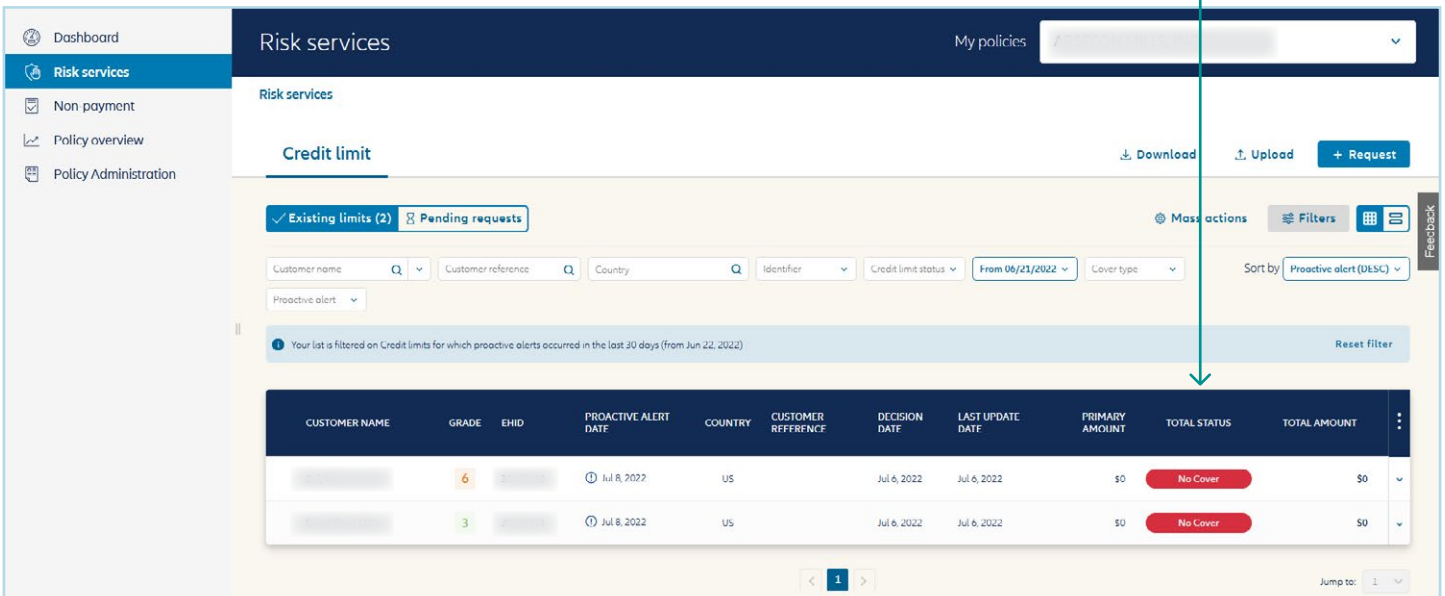 Dashboard
Risk services
Non-payment
Policy overview
Policy Administration
Risk services
My policies
Risk services
Credit limit
Download
Upload
+ Request
Existing limits (2)
Pending requests
Mass actions
Filters
Feedback
Customer name
Customer reference
Country
Identifier
Credit limit status
From 06/21/2022
Cover type
Sort by
Proactive alert (DESC)
Proactive alert
Your list is filtered on Credit limits for which proactive alerts occurred in the last 30 days (from Jun 22, 2022)
Reset filter
CUSTOMER NAME
GRADE
EHID
PROACTIVE ALERT
DATE
COUNTRY
CUSTOMER
REFERENCE
DECISION
DATE
LAST UPDATE
DATE
PRIMARY
AMOUNT
TOTAL STATUS
TOTAL AMOUNT
6 Jul 8, 2022 US Jul 6, 2022 Jul 6, 2022 $0 No Cover $0
3 Jul 8, 2022 US Jul 6, 2022 Jul 6, 2022 $0 No Cover $0
< 1 >
Jump to: 1